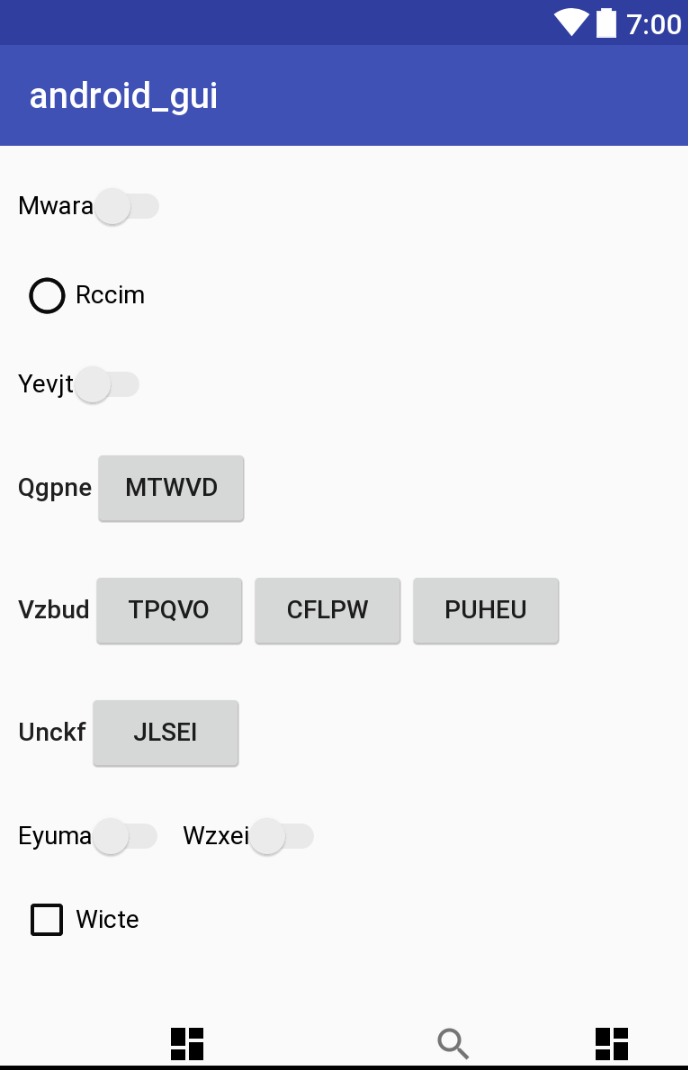 7:00
android_gui
Mwara
Rccim
Yevjt
Qgpne MTWVD
Vzbud TPQVO CFLPW PUHEU
Unckf JLSEI
Eyuma Wzxei
Wicte